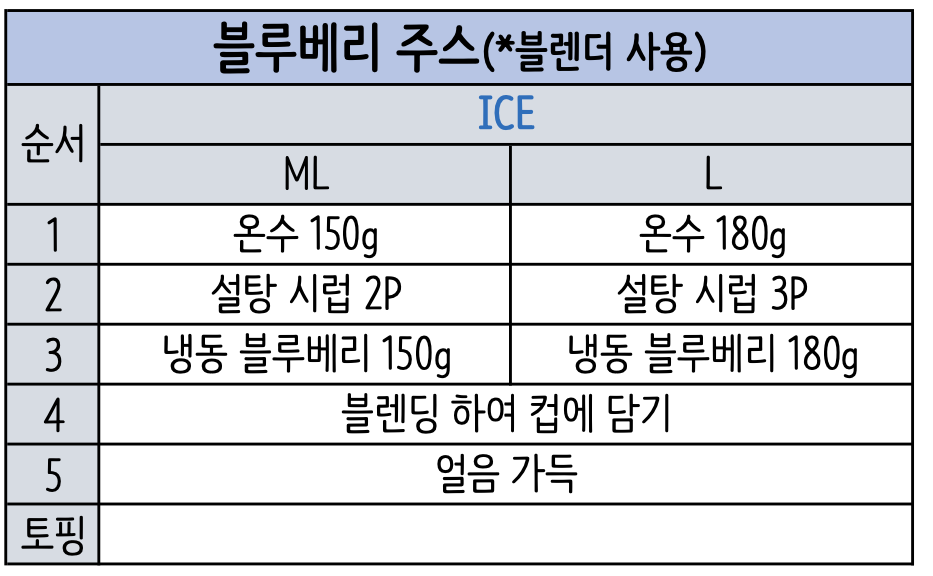 블루베리 주스(*블렌더 사용)
순서 ICE
ML L
1 온수 150g 온수 180g
2 설탕 시럽 2P 설탕 시럽 3P
3 냉동 블루베리 150g 냉동 블루베리 180g
4 블렌딩 하여 컵에 담기
5 얼음 가득
토핑